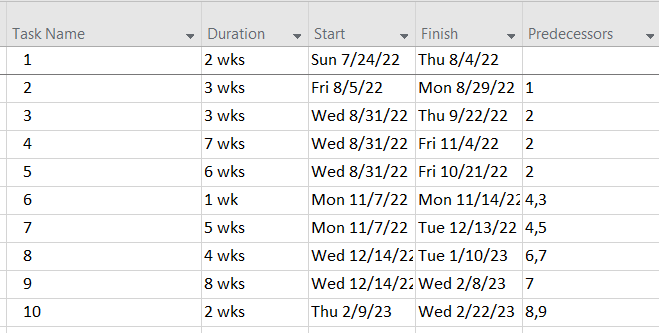 Task Name Duration Start Finish Predecessors
1 2 wks Sun 7/24/22 Thu 8/4/22
2 3 wks Fri 8/5/22 Mon 8/29/22 1
3 3 wks Wed 8/31/22 Thu 9/22/22 2
4 7 wks Wed 8/31/22 Fri 11/4/22 2
5 6 wks Wed 8/31/22 Fri 10/21/22 2
6 1 wk Mon 11/7/22 Mon 11/14/22 4,3
7 5 wks Mon 11/7/22 Tue 12/13/22 4,5
8 4 wks Wed 12/14/22 Tue 1/10/23 6,7
9 8 wks Wed 12/14/22 Wed 2/8/23 7
10 2 wks Thu 2/9/23 Wed 2/22/23 8,9